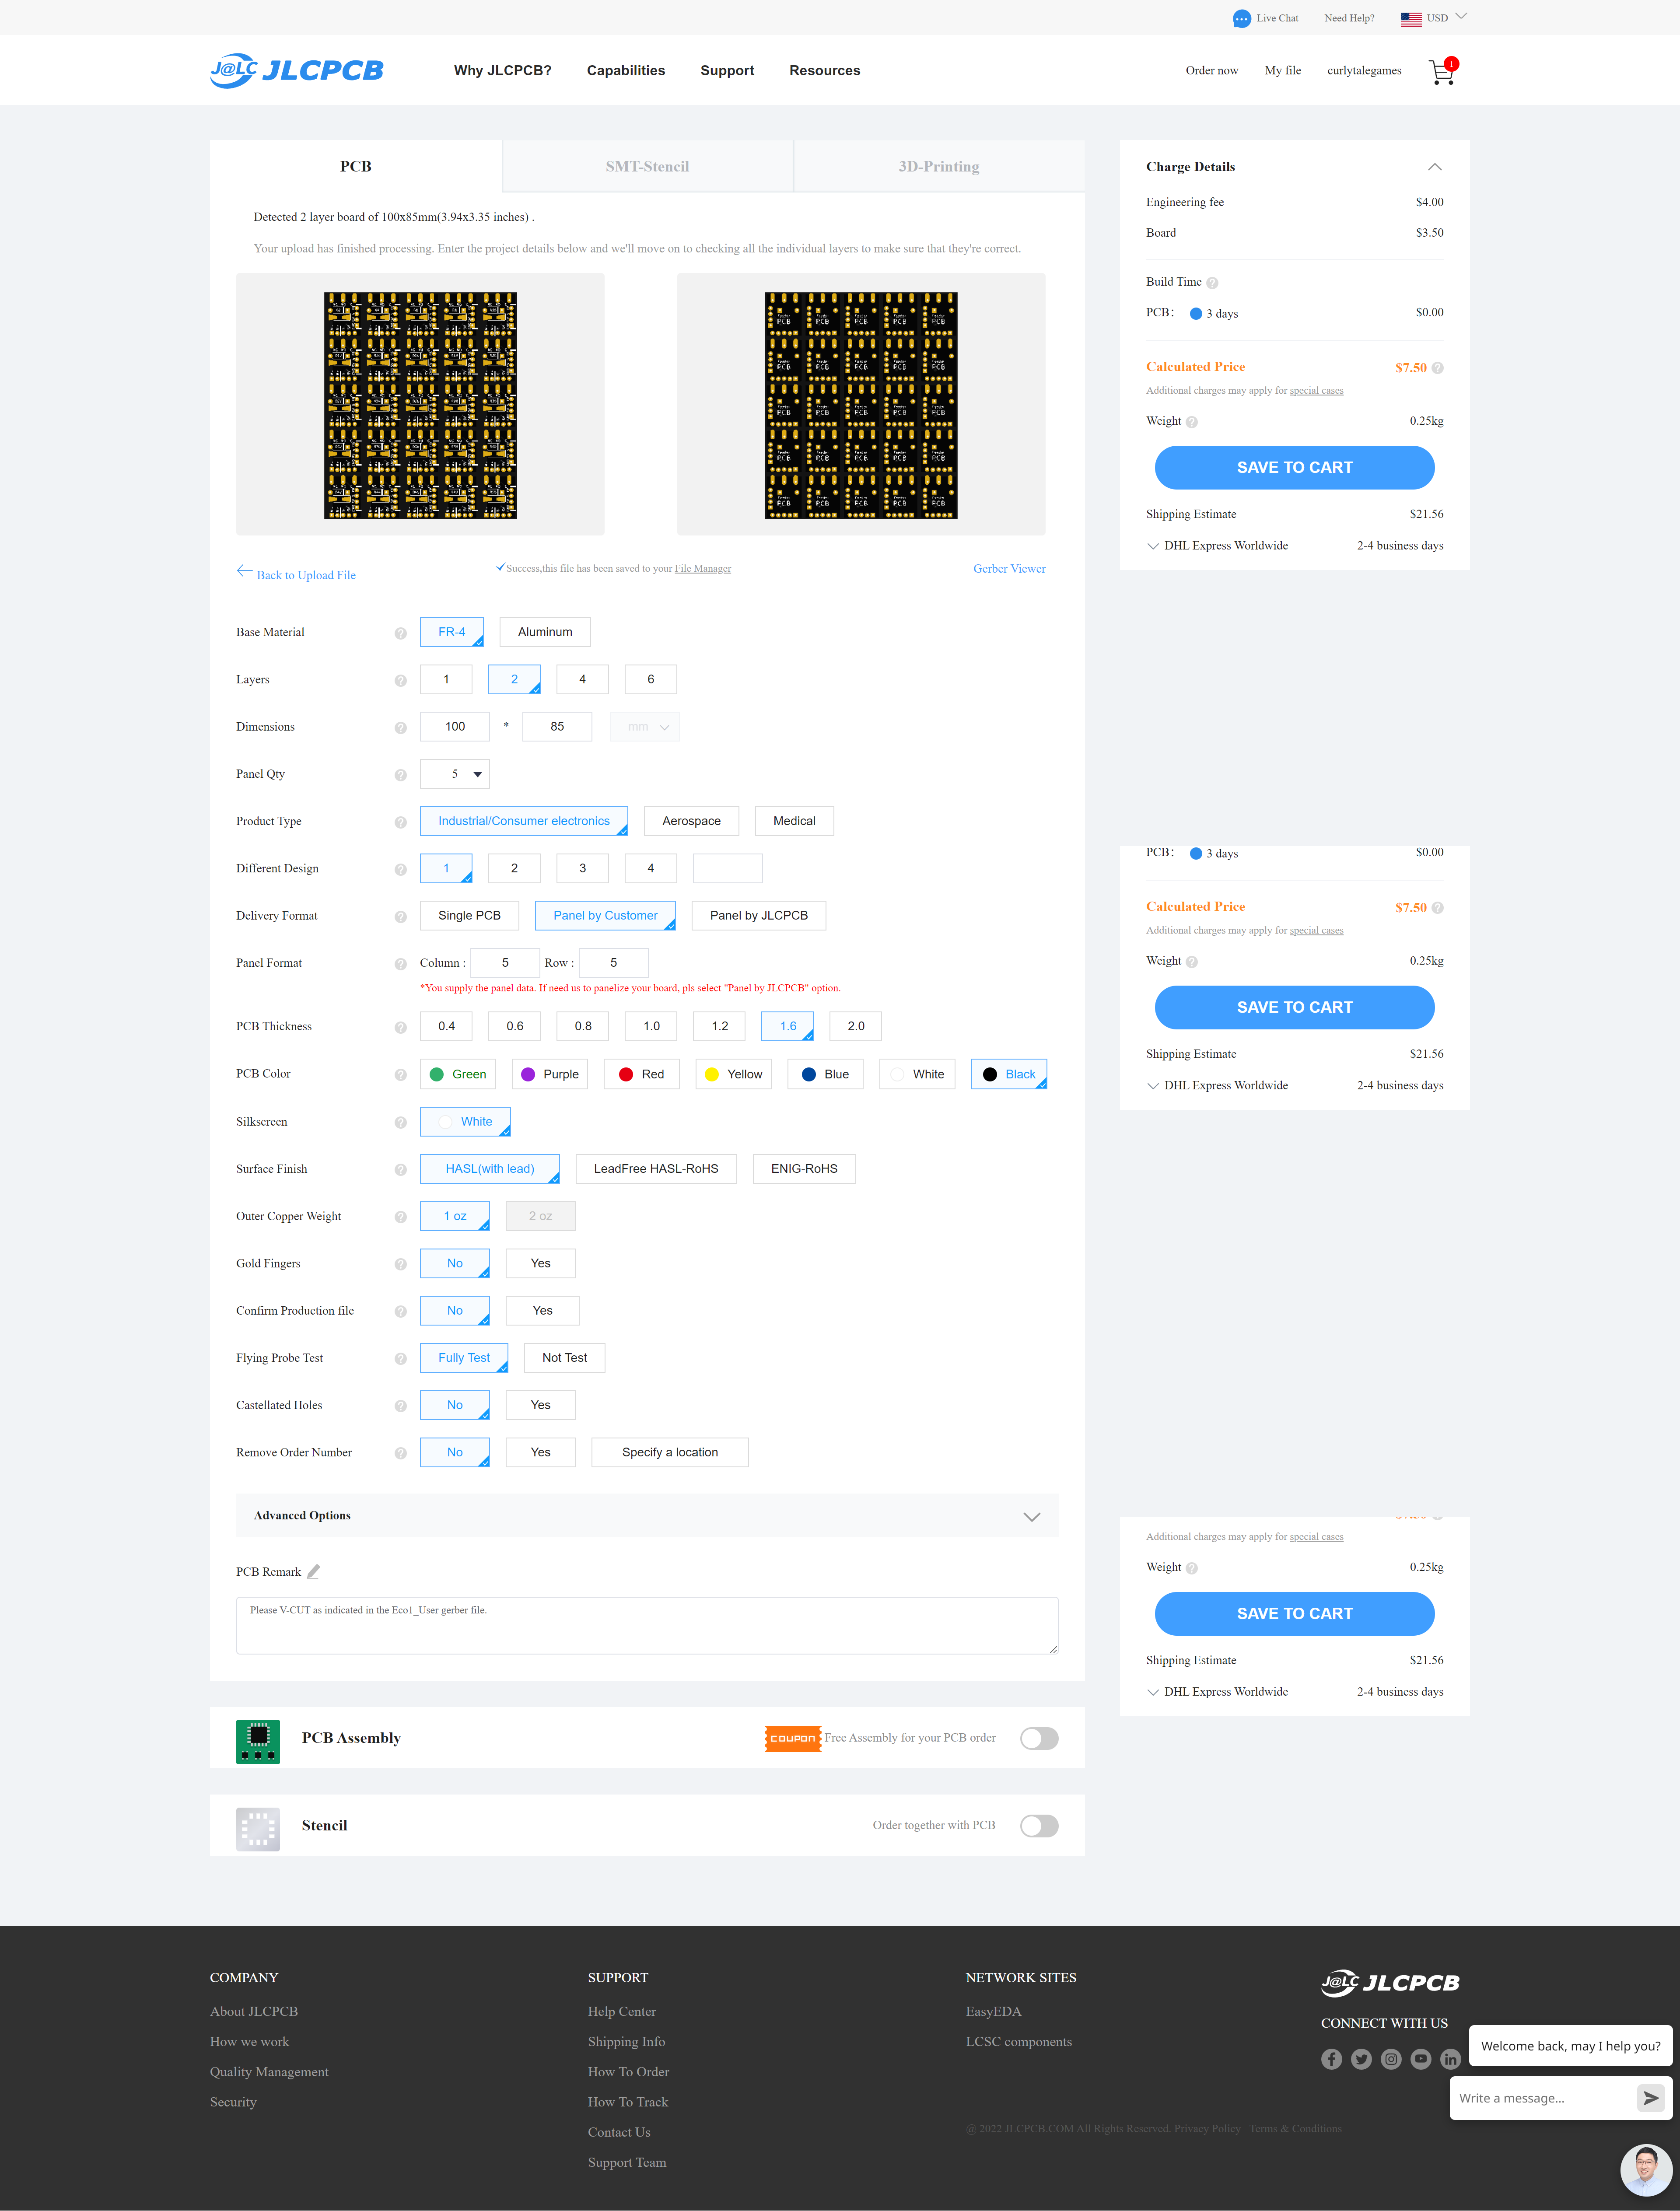 Live Chat Need Help? USD
J@LC JLCPCB Why JLCPCB? Capabilities Support Resources Order now My file curlytalegames 1
PCB SMT-Stencil 3D-Printing
Detected 2 layer board of 100x85mm(3.94x3.35 inches) .
Your upload has finished processing. Enter the project details below and we'll move on to checking all the individual layers to make sure that they're correct.
Back to Upload File Success,this file has been saved to your File Manager Gerber Viewer
Base Material ? FR-4 Aluminum
Layers ? 1 2 4 6
Dimensions ? 100 * 85 mm
Panel Qty ? 5
Product Type ? Industrial/Consumer electronics Aerospace Medical
Different Design ? 1 2 3 4
Delivery Format ? Single PCB Panel by Customer Panel by JLCPCB
Panel Format ? Column : 5 Row : 5
*You supply the panel data. If need us to panelize your board, pls select "Panel by JLCPCB" option.
PCB Thickness ? 0.4 0.6 0.8 1.0 1.2 1.6 2.0
PCB Color ? Green Purple Red Yellow Blue White Black
Silkscreen ? White
Surface Finish ? HASL(with lead) LeadFree HASL-RoHS ENIG-RoHS
Outer Copper Weight ? 1 oz 2 oz
Gold Fingers ? No Yes
Confirm Production file ? No Yes
Flying Probe Test ? Fully Test Not Test
Castellated Holes ? No Yes
Remove Order Number ? No Yes Specify a location
Advanced Options
PCB Remark
Please V-CUT as indicated in the Eco1_User gerber file.
PCB Assembly COUPON Free Assembly for your PCB order
Stencil Order together with PCB
Charge Details
Engineering fee $4.00
Board $3.50
Build Time ?
PCB: 3 days $0.00
Calculated Price $7.50 ?
Additional charges may apply for special cases
Weight ? 0.25kg
SAVE TO CART
Shipping Estimate $21.56
DHL Express Worldwide 2-4 business days
PCB: 3 days $0.00
Calculated Price $7.50 ?
Additional charges may apply for special cases
Weight ? 0.25kg
SAVE TO CART
Shipping Estimate $21.56
DHL Express Worldwide 2-4 business days
Additional charges may apply for special cases
Weight ? 0.25kg
SAVE TO CART
Shipping Estimate $21.56
DHL Express Worldwide 2-4 business days
COMPANY
About JLCPCB
How we work
Quality Management
Security
SUPPORT
Help Center
Shipping Info
How To Order
How To Track
Contact Us
Support Team
NETWORK SITES
EasyEDA
LCSC components
J@LC JLCPCB
CONNECT WITH US
Welcome back, may I help you?
Write a message...
@ 2022 JLCPCB.COM All Rights Reserved. Privacy Policy Terms & Conditions